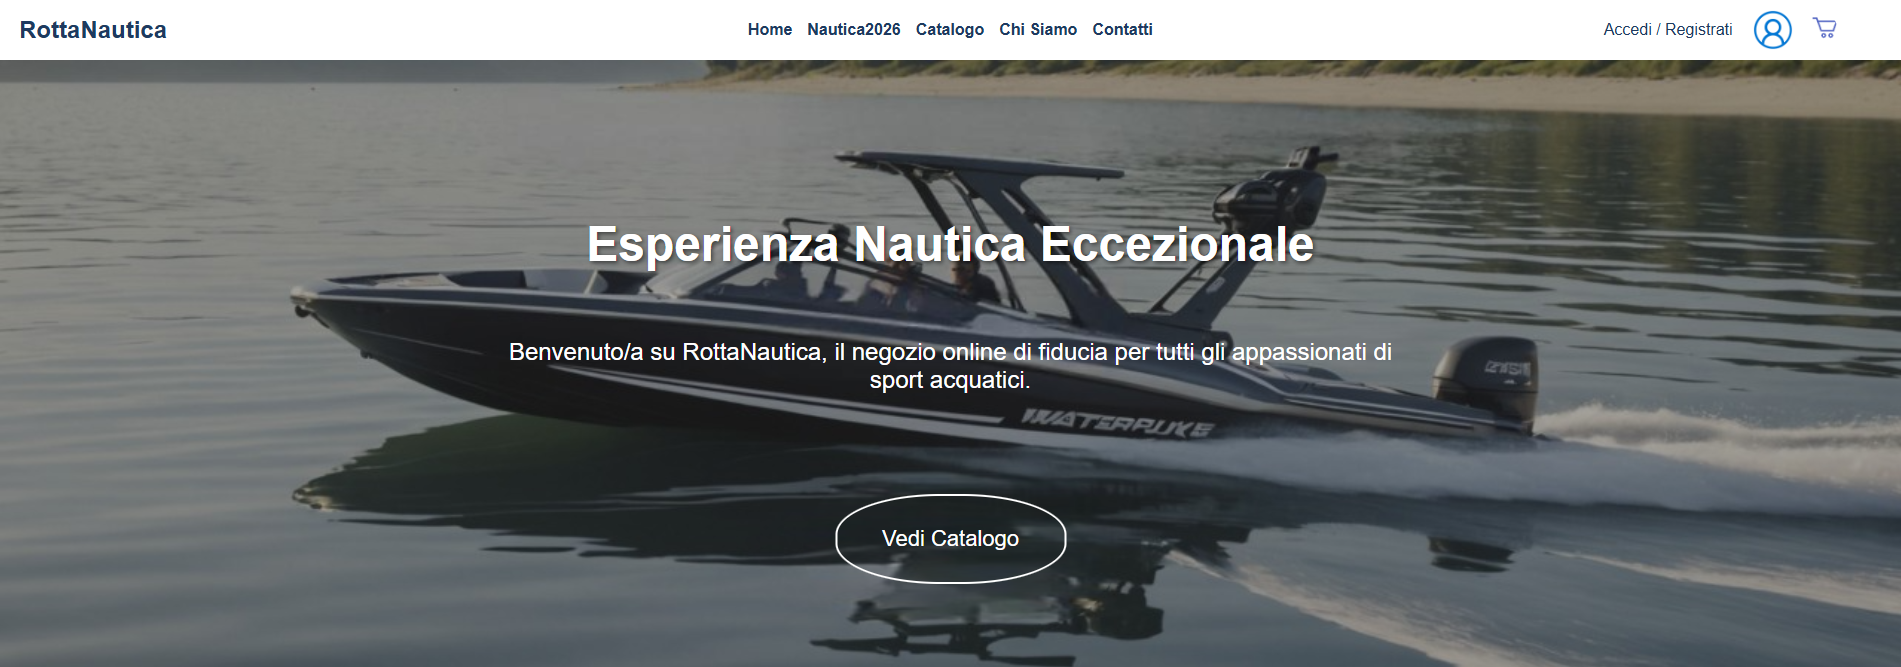 RottaNautica
Home Nautica2026 Catalogo Chi Siamo Contatti
Accedi / Registrati
Esperienza Nautica Eccezionale
Benvenuto/a su RottaNautica, il negozio online di fiducia per tutti gli appassionati di
sport acquatici.
Vedi Catalogo